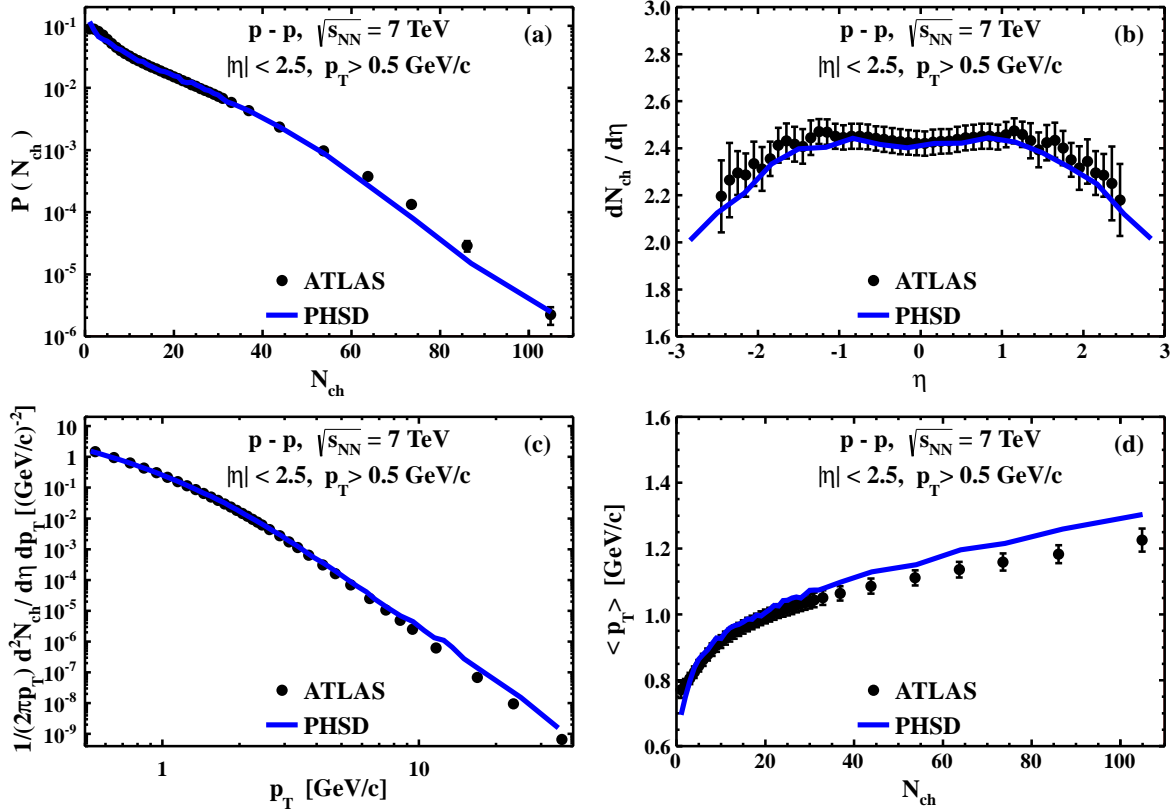 p - p, √s_NN = 7 TeV (a)
|η| < 2.5, p_T > 0.5 GeV/c
P ( N_ch )
10^-1
10^-2
10^-3
10^-4
10^-5
10^-6
ATLAS
PHSD
0 20 40 60 80 100
N_ch
p - p, √s_NN = 7 TeV (b)
|η| < 2.5, p_T > 0.5 GeV/c
dN_ch / dη
3.0
2.8
2.6
2.4
2.2
2.0
1.8
1.6
ATLAS
PHSD
-3 -2 -1 0 1 2 3
η
p - p, √s_NN = 7 TeV (c)
|η| < 2.5, p_T > 0.5 GeV/c
1/(2πp_T) d^2N_ch / dη dp_T [(GeV/c)^-2]
10
1
10^-1
10^-2
10^-3
10^-4
10^-5
10^-6
10^-7
10^-8
10^-9
ATLAS
PHSD
1 10
p_T [GeV/c]
p - p, √s_NN = 7 TeV (d)
|η| < 2.5, p_T > 0.5 GeV/c
< p_T > [GeV/c]
1.6
1.4
1.2
1.0
0.8
0.6
ATLAS
PHSD
0 20 40 60 80 100 120
N_ch